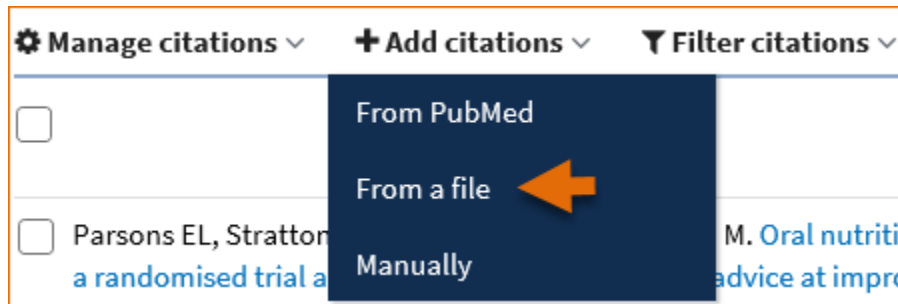 Manage citations + Add citations Filter citations
From PubMed
From a file
Parsons EL, Stratton M. Oral nutriti
Manually
a randomised trial a advice at impro